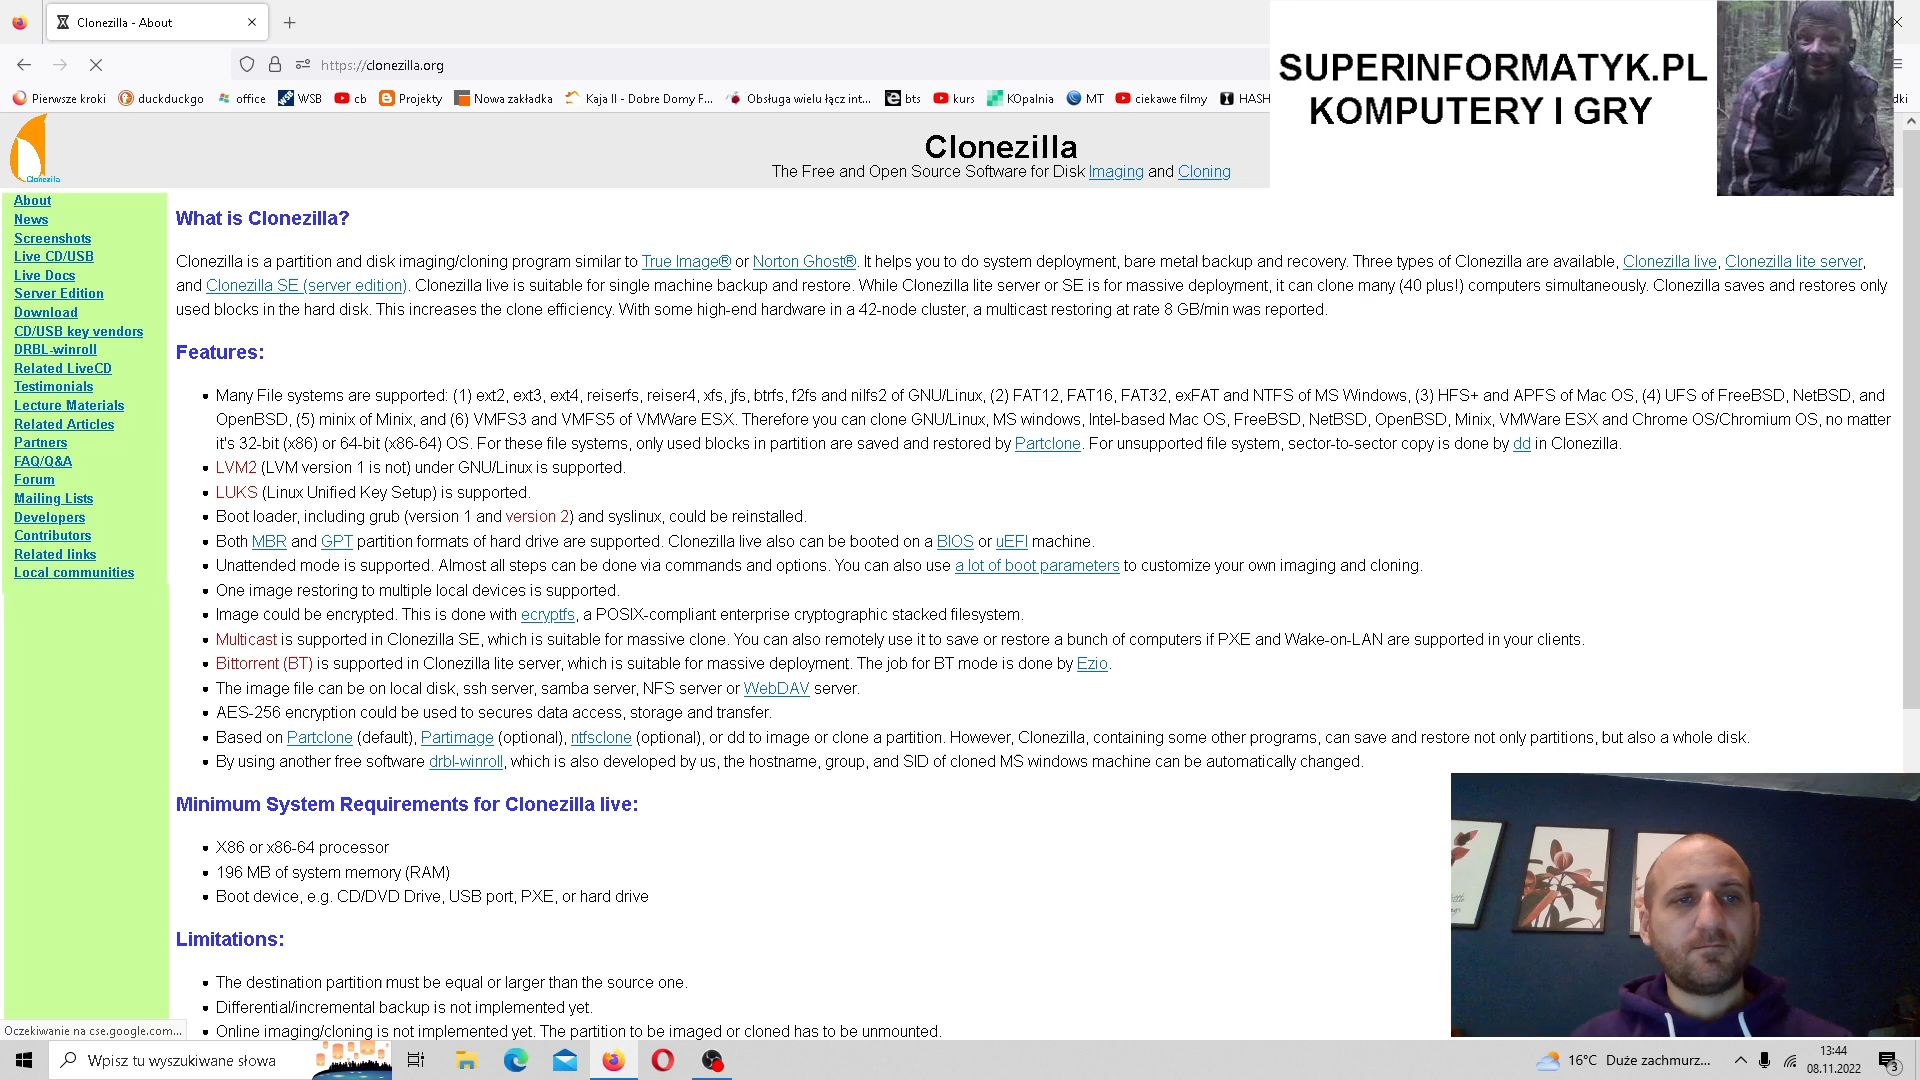 Clonezilla - About
https://clonezilla.org
Pierwsze kroki duckduckgo office WSB cb Projekty Nowa zakładka Kaja II - Dobre Domy F... Obsługa wielu łącz int... bts kurs KOpalnia MT ciekawe filmy HASH
SUPERINFORMATYK.PL
KOMPUTERY I GRY
Clonezilla
Clonezilla
The Free and Open Source Software for Disk Imaging and Cloning
About
News
Screenshots
Live CD/USB
Live Docs
Server Edition
Download
CD/USB key vendors
DRBL-winroll
Related LiveCD
Testimonials
Lecture Materials
Related Articles
Partners
FAQ/Q&A
Forum
Mailing Lists
Developers
Contributors
Related links
Local communities
What is Clonezilla?
Clonezilla is a partition and disk imaging/cloning program similar to True Image® or Norton Ghost®. It helps you to do system deployment, bare metal backup and recovery. Three types of Clonezilla are available, Clonezilla live, Clonezilla lite server,
and Clonezilla SE (server edition). Clonezilla live is suitable for single machine backup and restore. While Clonezilla lite server or SE is for massive deployment, it can clone many (40 plus!) computers simultaneously. Clonezilla saves and restores only
used blocks in the hard disk. This increases the clone efficiency. With some high-end hardware in a 42-node cluster, a multicast restoring at rate 8 GB/min was reported.
Features:
Many File systems are supported: (1) ext2, ext3, ext4, reiserfs, reiser4, xfs, jfs, btrfs, f2fs and nilfs2 of GNU/Linux, (2) FAT12, FAT16, FAT32, exFAT and NTFS of MS Windows, (3) HFS+ and APFS of Mac OS, (4) UFS of FreeBSD, NetBSD, and
OpenBSD, (5) minix of Minix, and (6) VMFS3 and VMFS5 of VMWare ESX. Therefore you can clone GNU/Linux, MS windows, Intel-based Mac OS, FreeBSD, NetBSD, OpenBSD, Minix, VMWare ESX and Chrome OS/Chromium OS, no matter
it's 32-bit (x86) or 64-bit (x86-64) OS. For these file systems, only used blocks in partition are saved and restored by Partclone. For unsupported file system, sector-to-sector copy is done by dd in Clonezilla.
LVM2 (LVM version 1 is not) under GNU/Linux is supported.
LUKS (Linux Unified Key Setup) is supported.
Boot loader, including grub (version 1 and version 2) and syslinux, could be reinstalled.
Both MBR and GPT partition formats of hard drive are supported. Clonezilla live also can be booted on a BIOS or uEFI machine.
Unattended mode is supported. Almost all steps can be done via commands and options. You can also use a lot of boot parameters to customize your own imaging and cloning.
One image restoring to multiple local devices is supported.
Image could be encrypted. This is done with ecryptfs, a POSIX-compliant enterprise cryptographic stacked filesystem.
Multicast is supported in Clonezilla SE, which is suitable for massive clone. You can also remotely use it to save or restore a bunch of computers if PXE and Wake-on-LAN are supported in your clients.
Bittorrent (BT) is supported in Clonezilla lite server, which is suitable for massive deployment. The job for BT mode is done by Ezio.
The image file can be on local disk, ssh server, samba server, NFS server or WebDAV server.
AES-256 encryption could be used to secures data access, storage and transfer.
Based on Partclone (default), Partimage (optional), ntfsclone (optional), or dd to image or clone a partition. However, Clonezilla, containing some other programs, can save and restore not only partitions, but also a whole disk.
By using another free software drbl-winroll, which is also developed by us, the hostname, group, and SID of cloned MS windows machine can be automatically changed.
Minimum System Requirements for Clonezilla live:
X86 or x86-64 processor
196 MB of system memory (RAM)
Boot device, e.g. CD/DVD Drive, USB port, PXE, or hard drive
Limitations:
The destination partition must be equal or larger than the source one.
Differential/incremental backup is not implemented yet.
Online imaging/cloning is not implemented yet. The partition to be imaged or cloned has to be unmounted.
Oczekiwanie na cse.google.com...
Wpisz tu wyszukiwane słowa
16°C Duże zachmurz...
13:44
08.11.2022
3